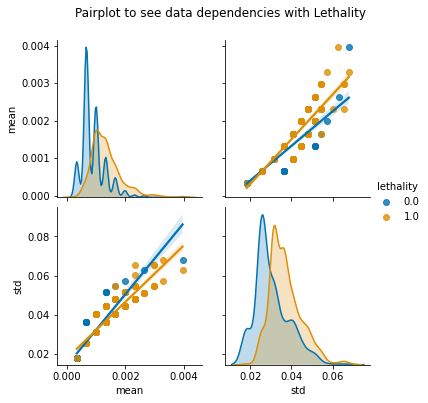 Pairplot to see data dependencies with Lethality
0.004
0.003
0.002
0.001
0.000
mean
lethality
0.0
1.0
0.08
0.06
0.04
0.02
std
0.000 0.002 0.004
mean
0.02 0.04 0.06
std